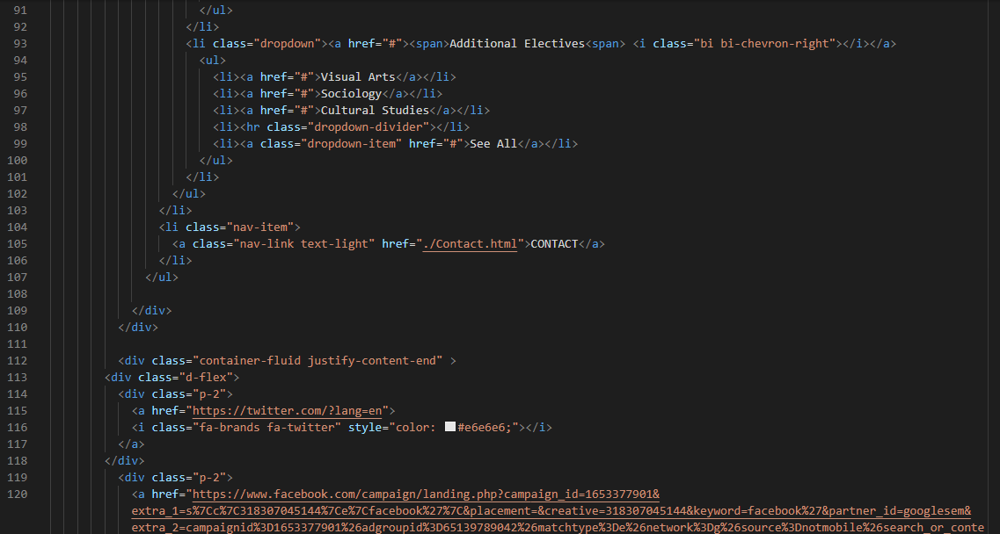 91 </ul>
92 </li>
93 <li class="dropdown"><a href="#"><span>Additional Electives<span> <i class="bi bi-chevron-right"></i></a>
94 <ul>
95 <li><a href="#">Visual Arts</a></li>
96 <li><a href="#">Sociology</a></li>
97 <li><a href="#">Cultural Studies</a></li>
98 <li><hr class="dropdown-divider"></li>
99 <li><a class="dropdown-item" href="#">See All</a></li>
100 </ul>
101 </li>
102 </ul>
103 </li>
104 <li class="nav-item">
105 <a class="nav-link text-light" href="./Contact.html">CONTACT</a>
106 </li>
107 </ul>
108
109 </div>
110 </div>
111
112 <div class="container-fluid justify-content-end" >
113 <div class="d-flex">
114 <div class="p-2">
115 <a href="https://twitter.com/?lang=en">
116 <i class="fa-brands fa-twitter" style="color: #e6e6e6;"></i>
117 </a>
118 </div>
119 <div class="p-2">
120 <a href="https://www.facebook.com/campaign/landing.php?campaign_id=1653377901&
extra_1=s%7Cc%7C318307045144%7Ce%7Cfacebook%27%7C&placement=&creative=318307045144&keyword=facebook%27&partner_id=googlesem&
extra_2=campaignid%3D1653377901%26adgroupid%3D65139789042%26matchtype%3De%26network%3Dg%26source%3Dnotmobile%26search_or_conte